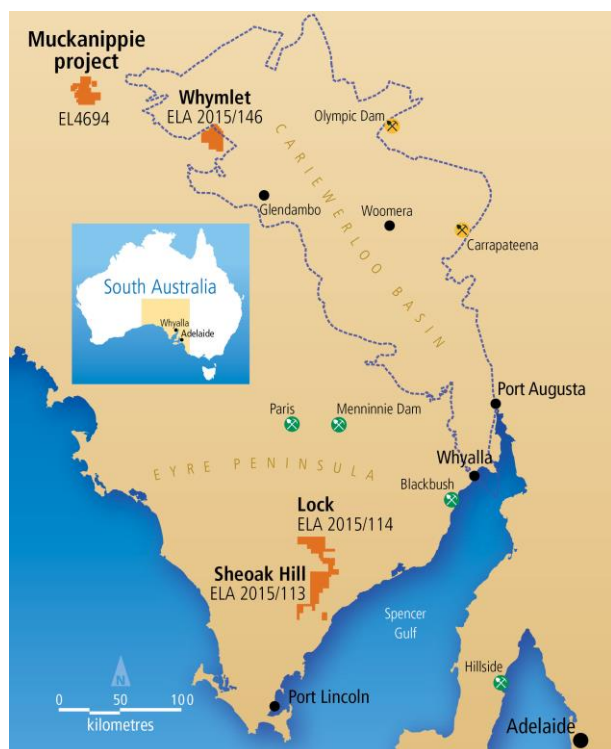 Muckanippie
project
EL4694
Whymlet
ELA 2015/146
Olympic Dam
CARIEWERLOO BASIN
Glendambo
Woomera
Carrapateena
South Australia
Whyalla
Adelaide
Port Augusta
Paris
Menninnie Dam
EYRE PENINSULA
Whyalla
Blackbush
Lock
ELA 2015/114
Sheoak Hill
ELA 2015/113
Spencer
Gulf
Hillside
N
0 50 100
kilometres
Port Lincoln
Adelaide